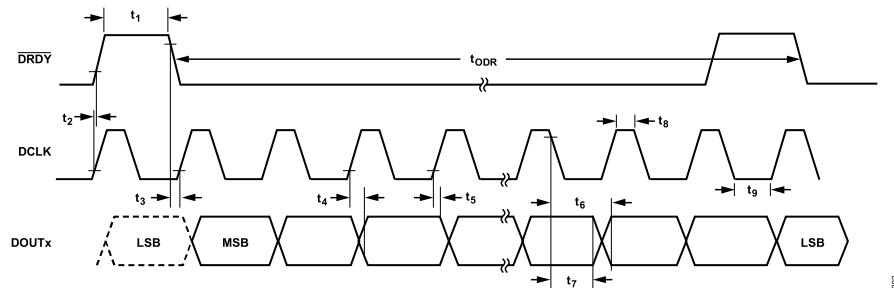 t1
DRDY
tODR
t2
t8
DCLK
t3
t4
t5
t6
t9
DOUTx
LSB
MSB
LSB
t7